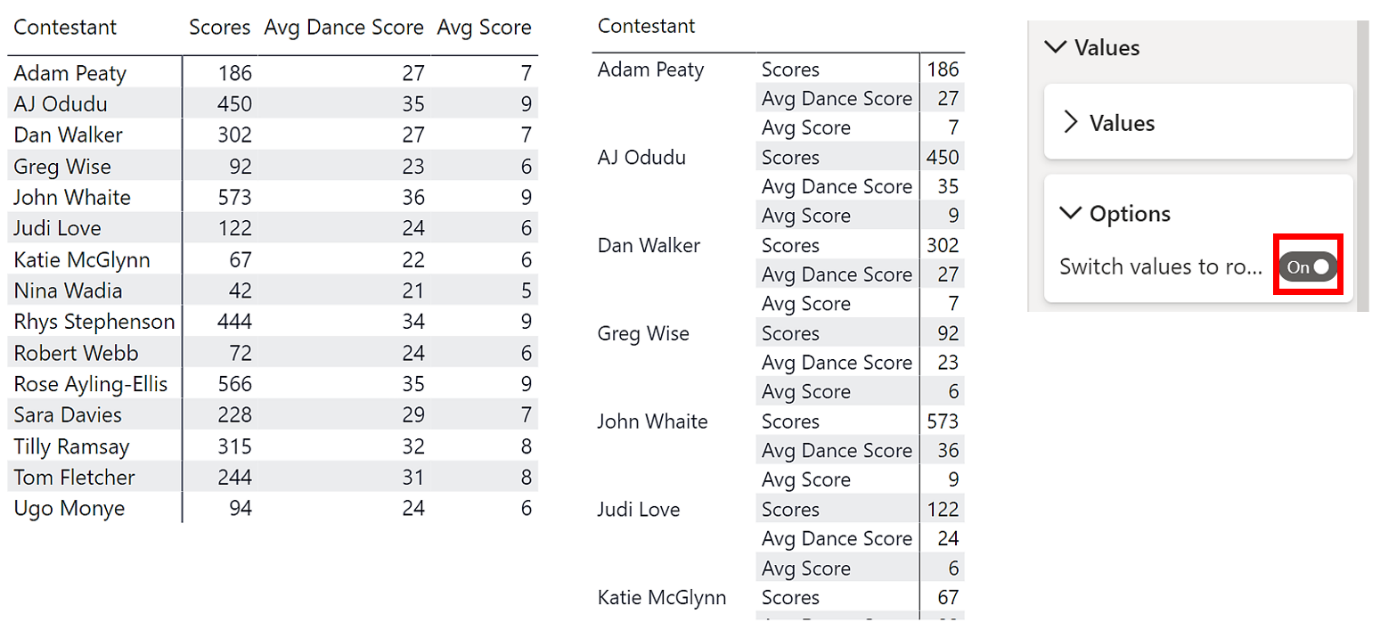 Contestant Scores Avg Dance Score Avg Score
Adam Peaty 186 27 7
AJ Odudu 450 35 9
Dan Walker 302 27 7
Greg Wise 92 23 6
John Whaite 573 36 9
Judi Love 122 24 6
Katie McGlynn 67 22 6
Nina Wadia 42 21 5
Rhys Stephenson 444 34 9
Robert Webb 72 24 6
Rose Ayling-Ellis 566 35 9
Sara Davies 228 29 7
Tilly Ramsay 315 32 8
Tom Fletcher 244 31 8
Ugo Monye 94 24 6
Contestant
Adam Peaty Scores 186
Avg Dance Score 27
Avg Score 7
AJ Odudu Scores 450
Avg Dance Score 35
Avg Score 9
Dan Walker Scores 302
Avg Dance Score 27
Avg Score 7
Greg Wise Scores 92
Avg Dance Score 23
Avg Score 6
John Whaite Scores 573
Avg Dance Score 36
Avg Score 9
Judi Love Scores 122
Avg Dance Score 24
Avg Score 6
Katie McGlynn Scores 67
Values
Values
Options
Switch values to ro... On